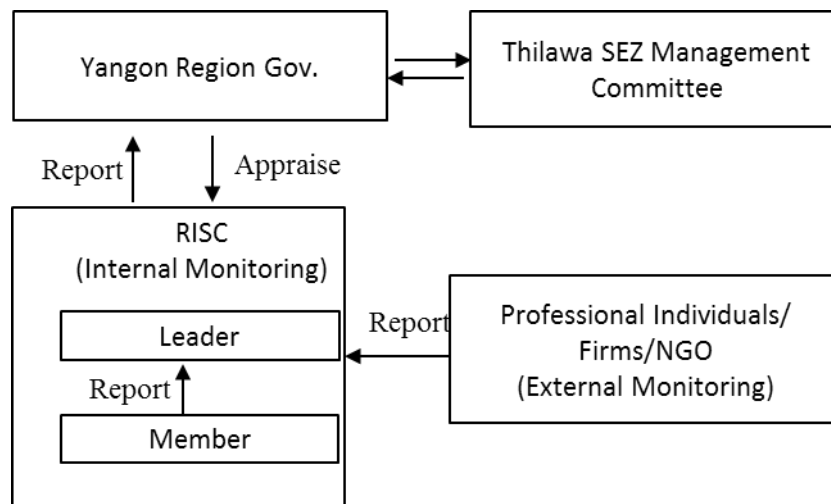 Yangon Region Gov.
Thilawa SEZ Management
Committee
Report
Appraise
RISC
(Internal Monitoring)
Leader
Report
Member
Report
Professional Individuals/
Firms/NGO
(External Monitoring)